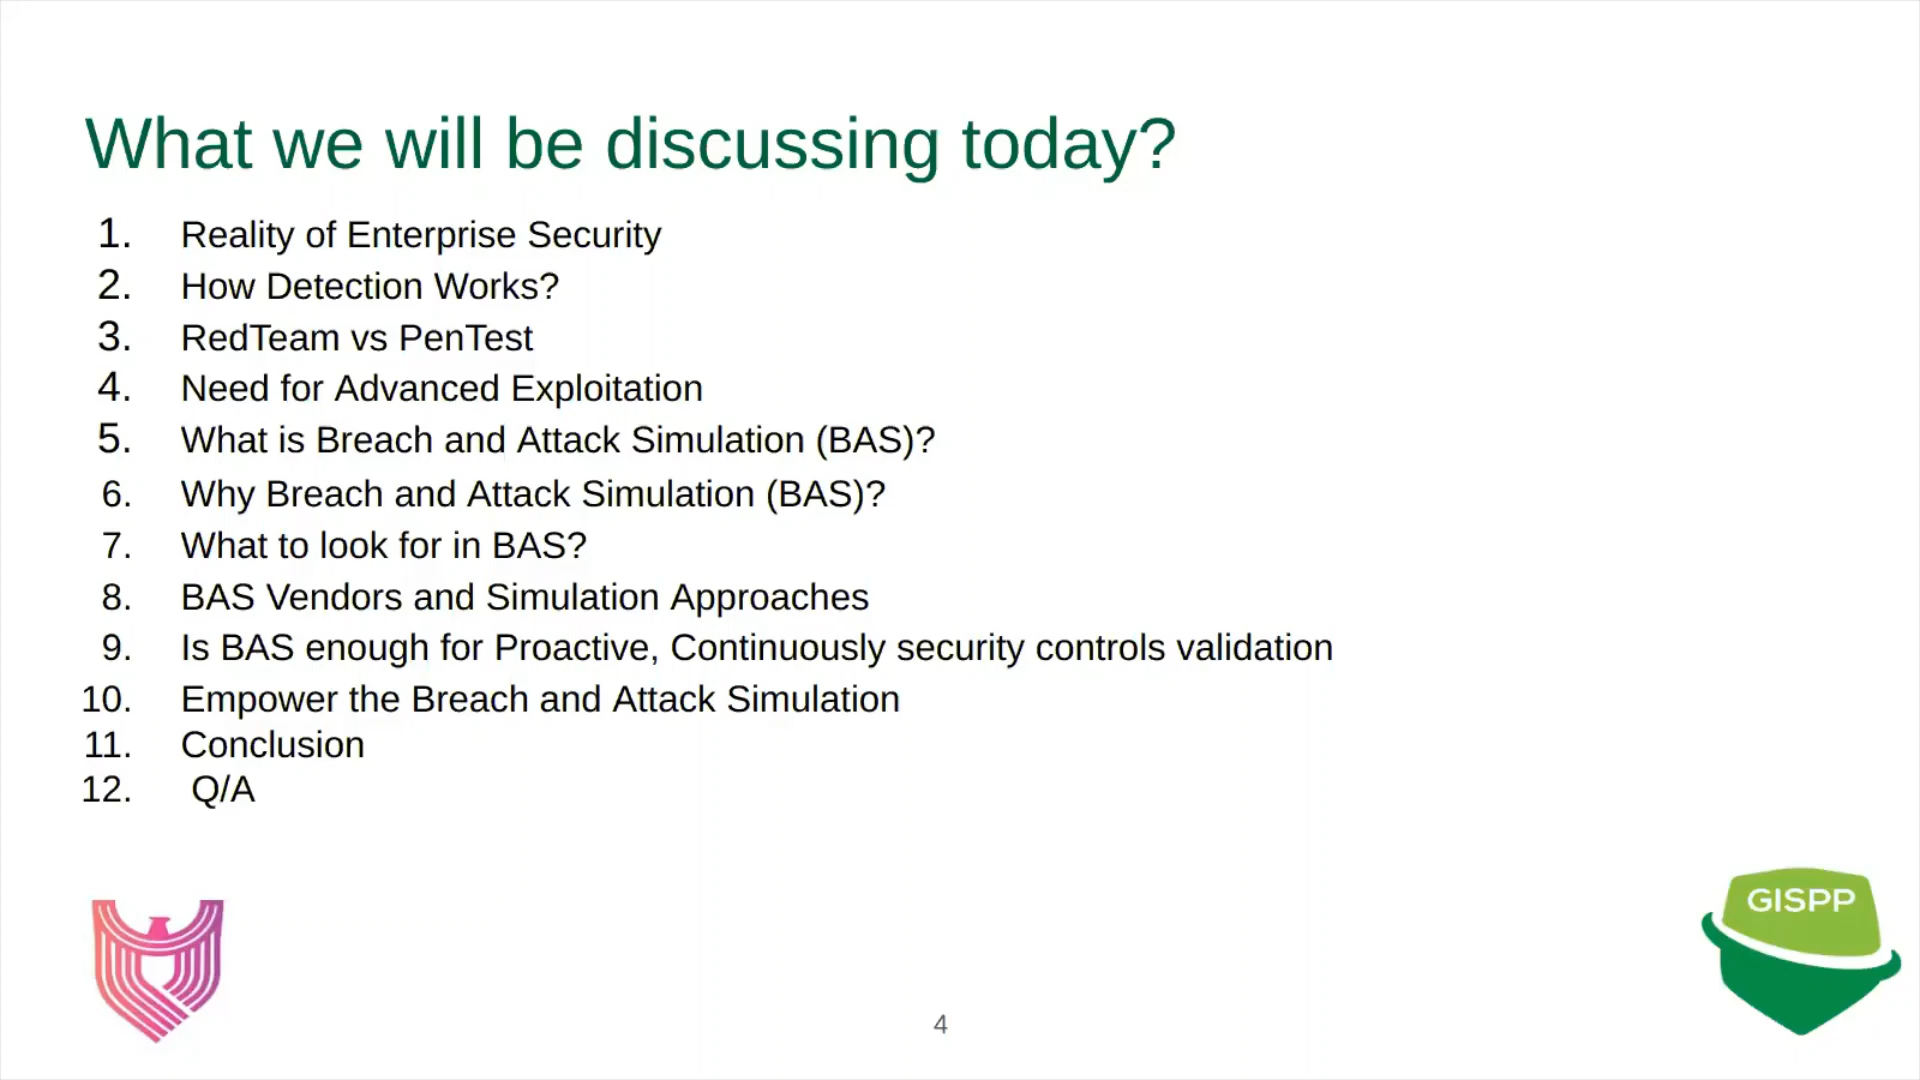 What we will be discussing today?
1. Reality of Enterprise Security
2. How Detection Works?
3. RedTeam vs PenTest
4. Need for Advanced Exploitation
5. What is Breach and Attack Simulation (BAS)?
6. Why Breach and Attack Simulation (BAS)?
7. What to look for in BAS?
8. BAS Vendors and Simulation Approaches
9. Is BAS enough for Proactive, Continuously security controls validation
10. Empower the Breach and Attack Simulation
11. Conclusion
12. Q/A
GISPP
4